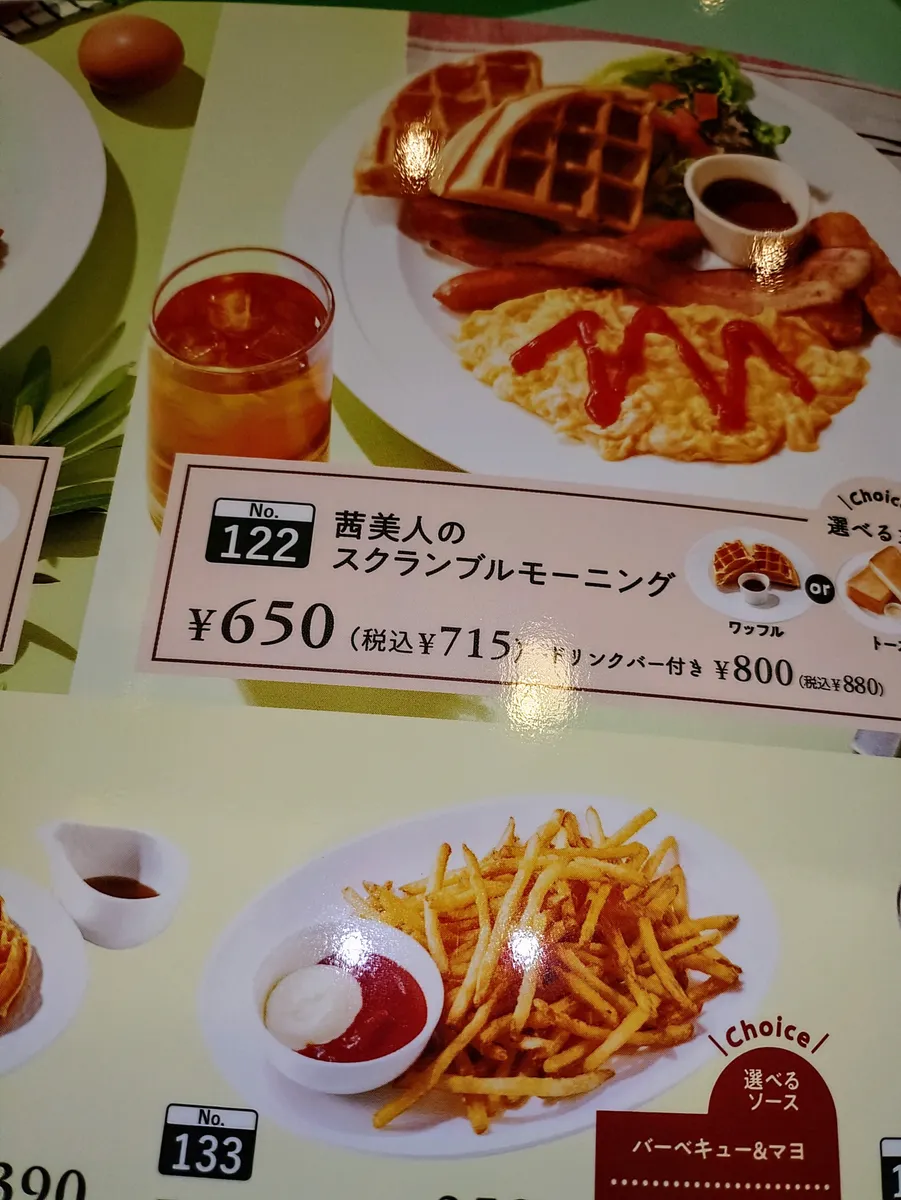 No.
122
茜美人の
スクランブルモーニング
¥650 (税込¥715) ドリンクバー付き ¥800 (税込¥880)
\Choice
選べる
ワッフル
or
No.
133
390
\Choice/
選べる
ソース
バーベキュー&マヨ